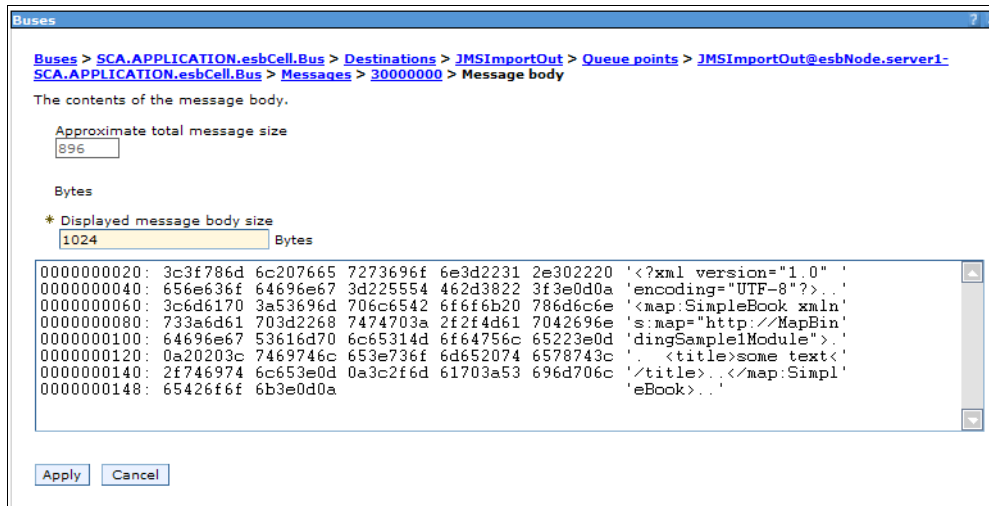 Buses
?
Buses > SCA.APPLICATION.esbCell.Bus > Destinations > JMSImportOut > Queue points > JMSImportOut@esbNode.server1-
SCA.APPLICATION.esbCell.Bus > Messages > 30000000 > Message body
The contents of the message body.
Approximate total message size
896
Bytes
* Displayed message body size
1024 Bytes
0000000020: 3c3f786d 6c207665 7273696f 6e3d2231 2e302220 '<?xml version="1.0" '
0000000040: 656e636f 64696e67 3d225554 462d3822 3f3e0d0a 'encoding="UTF-8"?>..'
0000000060: 3c6d6170 3a53696d 706c6542 6f6f6b20 786d6c6e '<map:SimpleBook xmln'
0000000080: 733a6d61 703d2268 7474703a 2f2f4d61 7042696e 's:map="http://MapBin'
0000000100: 64696e67 53616d70 6c65314d 6f64756c 65223e0d 'dingSample1Module">.'
0000000120: 0a20203c 7469746c 653e736f 6d652074 6578743c '.  <title>some text<'
0000000140: 2f746974 6c653e0d 0a3c2f6d 61703a53 696d706c '/title>..</map:Simpl'
0000000148: 65426f6f 6b3e0d0a 'eBook>..'
Apply Cancel